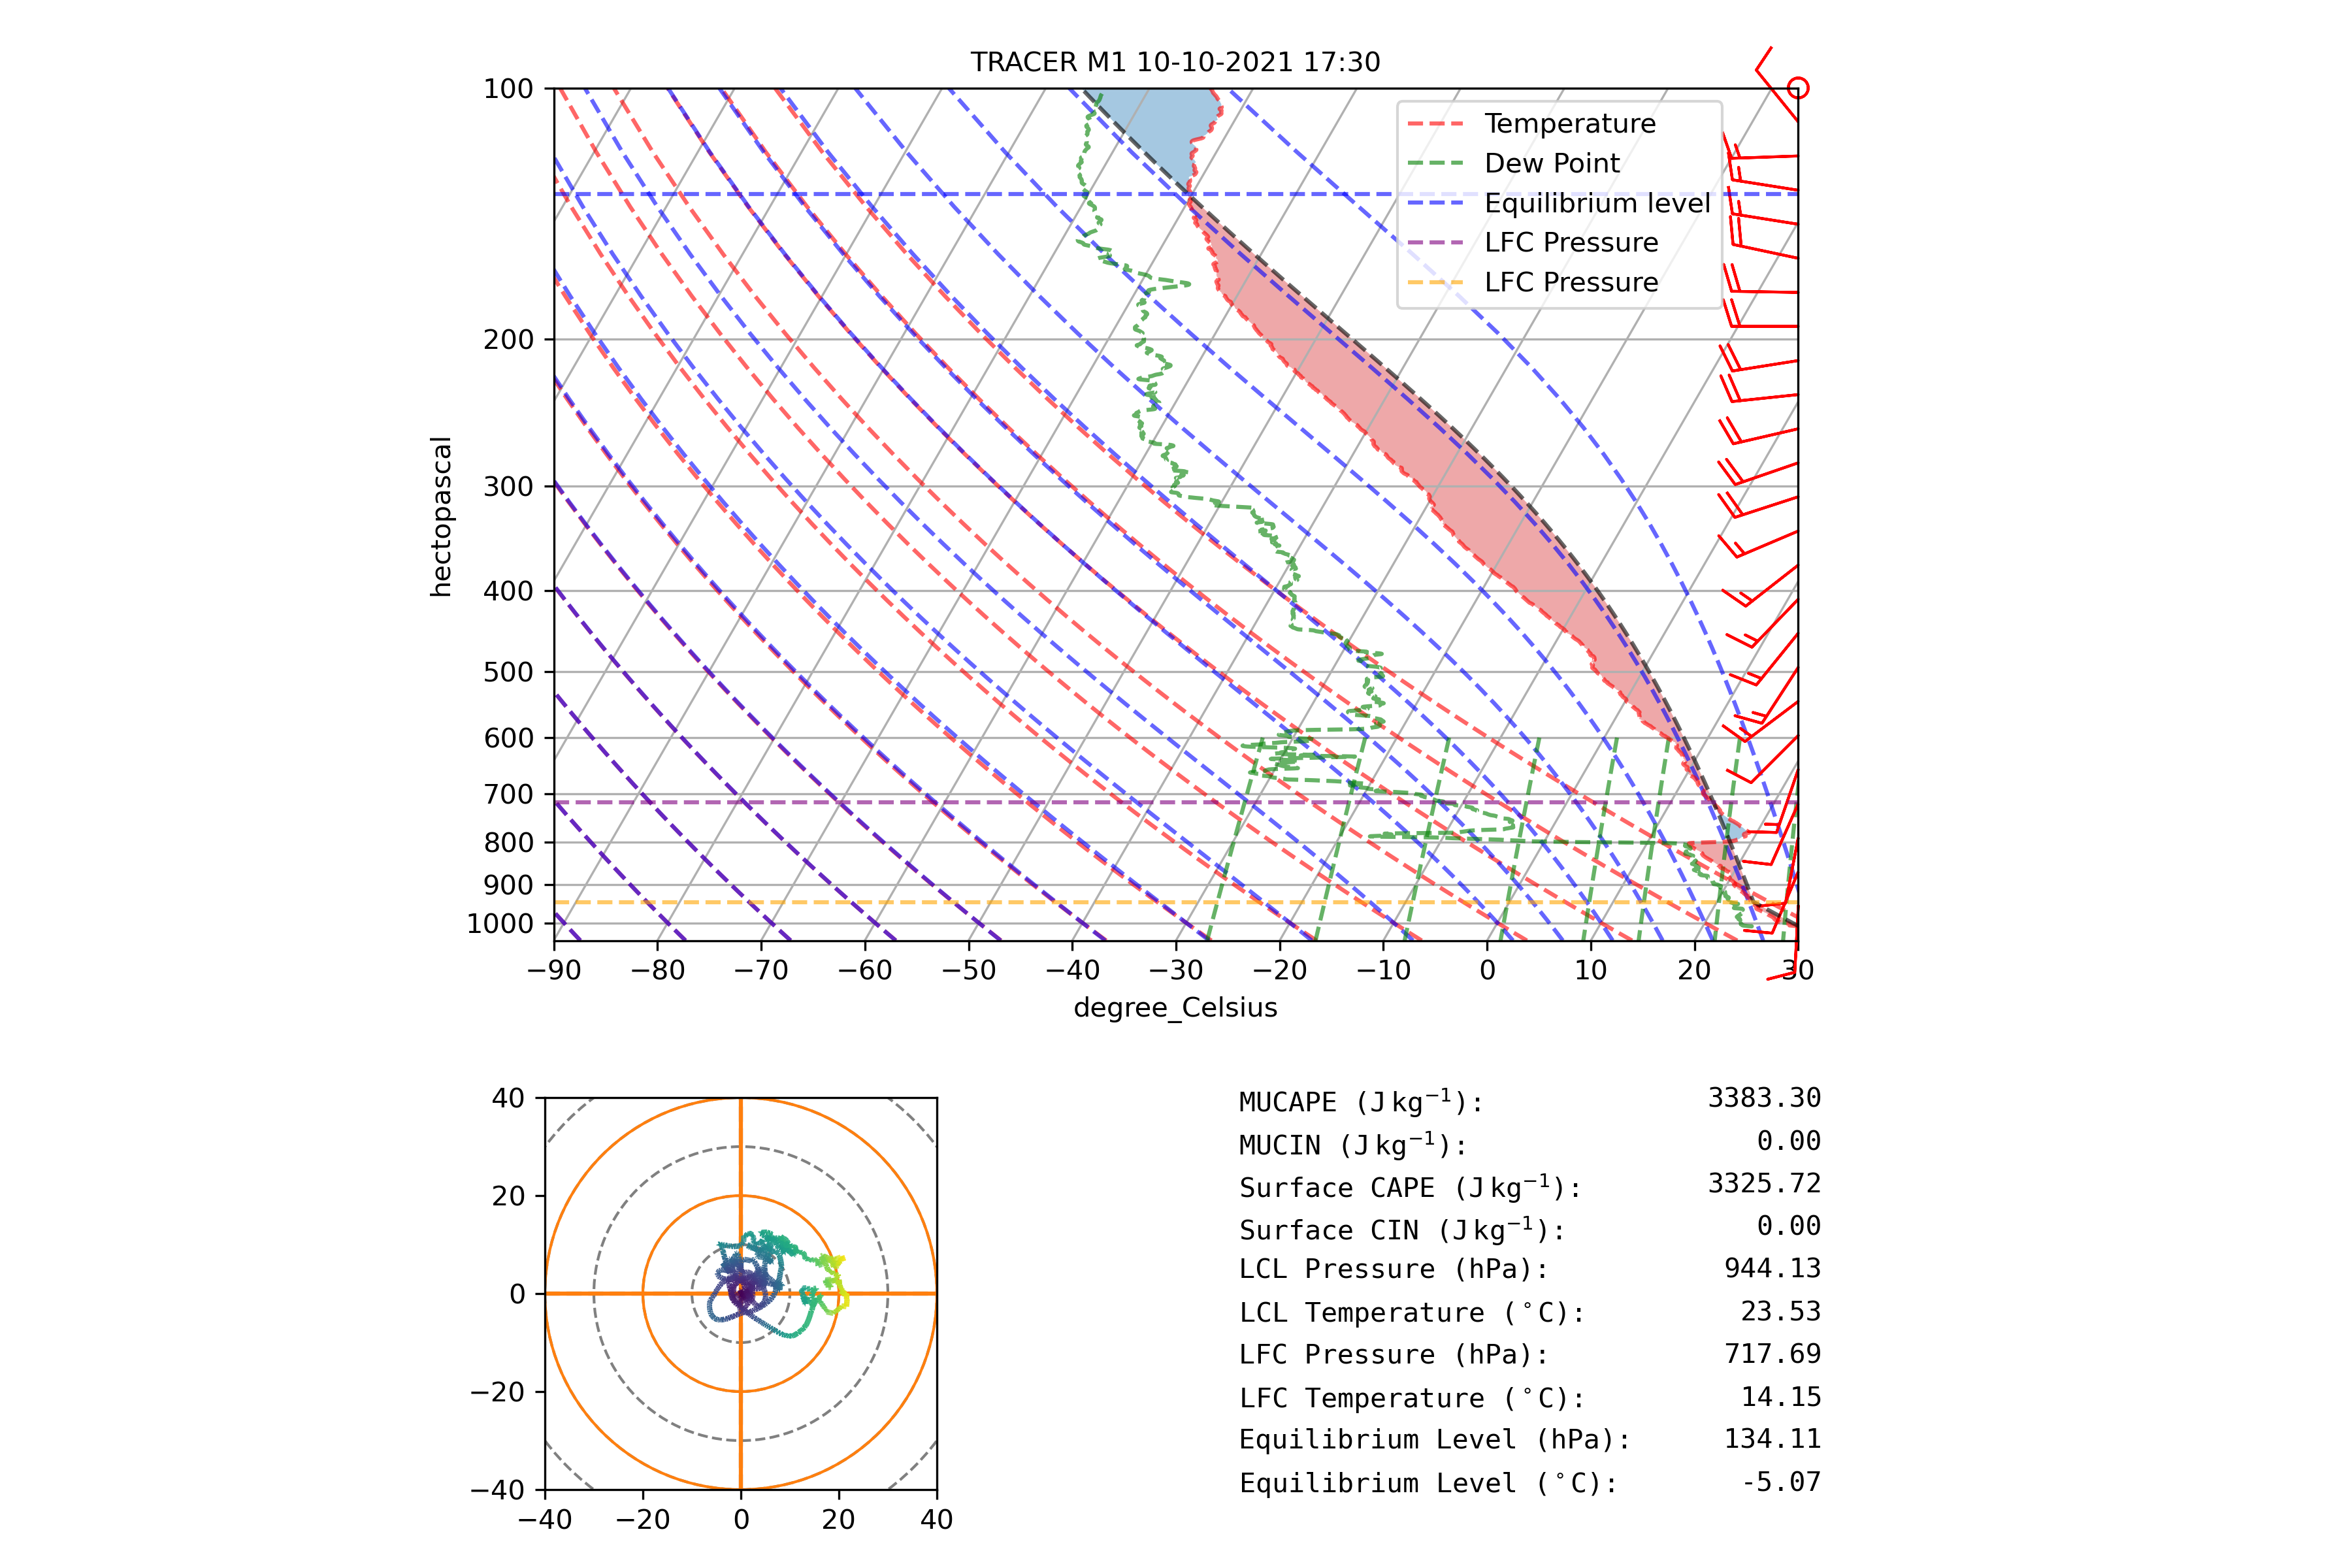 TRACER M1 10-10-2021 17:30
100
200
300
400
500
600
700
800
900
1000
hectopascal
Temperature
Dew Point
Equilibrium level
LFC Pressure
LFC Pressure
−90 −80 −70 −60 −50 −40 −30 −20 −10 0 10 20 30
degree_Celsius
40
20
0
−20
−40
−40 −20 0 20 40
MUCAPE (J kg⁻¹): 3383.30
MUCIN (J kg⁻¹): 0.00
Surface CAPE (J kg⁻¹): 3325.72
Surface CIN (J kg⁻¹): 0.00
LCL Pressure (hPa): 944.13
LCL Temperature (°C): 23.53
LFC Pressure (hPa): 717.69
LFC Temperature (°C): 14.15
Equilibrium Level (hPa): 134.11
Equilibrium Level (°C): -5.07